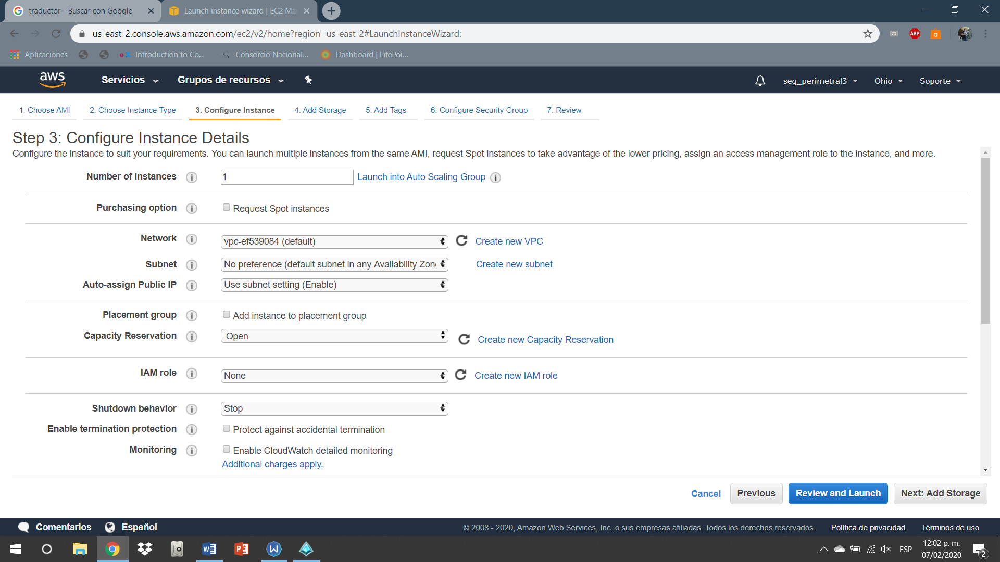 traductor - Buscar con Google
Launch instance wizard | EC2 Ma
us-east-2.console.aws.amazon.com/ec2/v2/home?region=us-east-2#LaunchInstanceWizard:
ABP
a
Aplicaciones
Introduction to Co...
Consorcio Nacional...
Dashboard | LifePoi...
aws
Servicios
Grupos de recursos
seg_perimetral3
Ohio
Soporte
1. Choose AMI
2. Choose Instance Type
3. Configure Instance
4. Add Storage
5. Add Tags
6. Configure Security Group
7. Review
Step 3: Configure Instance Details
Configure the instance to suit your requirements. You can launch multiple instances from the same AMI, request Spot instances to take advantage of the lower pricing, assign an access management role to the instance, and more.
Number of instances
1
Launch into Auto Scaling Group
Purchasing option
Request Spot instances
Network
vpc-ef539084 (default)
Create new VPC
Subnet
No preference (default subnet in any Availability Zone
Create new subnet
Auto-assign Public IP
Use subnet setting (Enable)
Placement group
Add instance to placement group
Capacity Reservation
Open
Create new Capacity Reservation
IAM role
None
Create new IAM role
Shutdown behavior
Stop
Enable termination protection
Protect against accidental termination
Monitoring
Enable CloudWatch detailed monitoring
Additional charges apply.
Cancel
Previous
Review and Launch
Next: Add Storage
Comentarios
Español
© 2008 - 2020, Amazon Web Services, Inc. o sus empresas afiliadas. Todos los derechos reservados.
Política de privacidad
Términos de uso
ESP
12:02 p. m.
07/02/2020
2